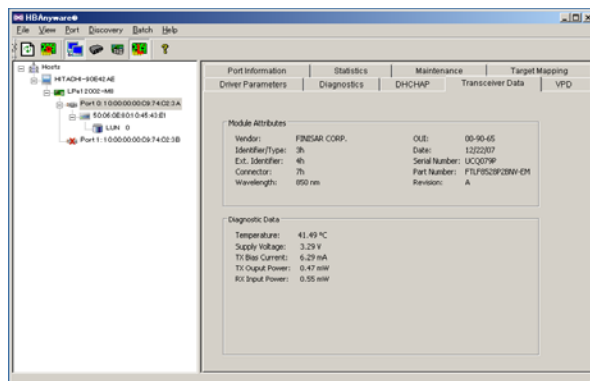 HBAnyware®
File View Port Discovery Batch Help
Hosts
HITACHI-90E42AE
LPe12002-M8
Port 0: 10:00:00:00:C9:74:C2:3A
50:06:0E:80:10:45:43:E1
LUN 0
Port 1: 10:00:00:00:C9:74:C2:3B
Port Information Statistics Maintenance Target Mapping
Driver Parameters Diagnostics DHCHAP Transceiver Data VPD
Module Attributes
Vendor: FINISAR CORP. OUI: 00-90-65
Identifier/Type: 3h Date: 12/22/07
Ext. Identifier: 4h Serial Number: UCQ079P
Connector: 7h Part Number: FTLF8528P2BNV-EM
Wavelength: 850 nm Revision: A
Diagnostic Data
Temperature: 41.49 ºC
Supply Voltage: 3.29 V
TX Bias Current: 6.29 mA
TX Ouput Power: 0.47 mW
RX Input Power: 0.55 mW